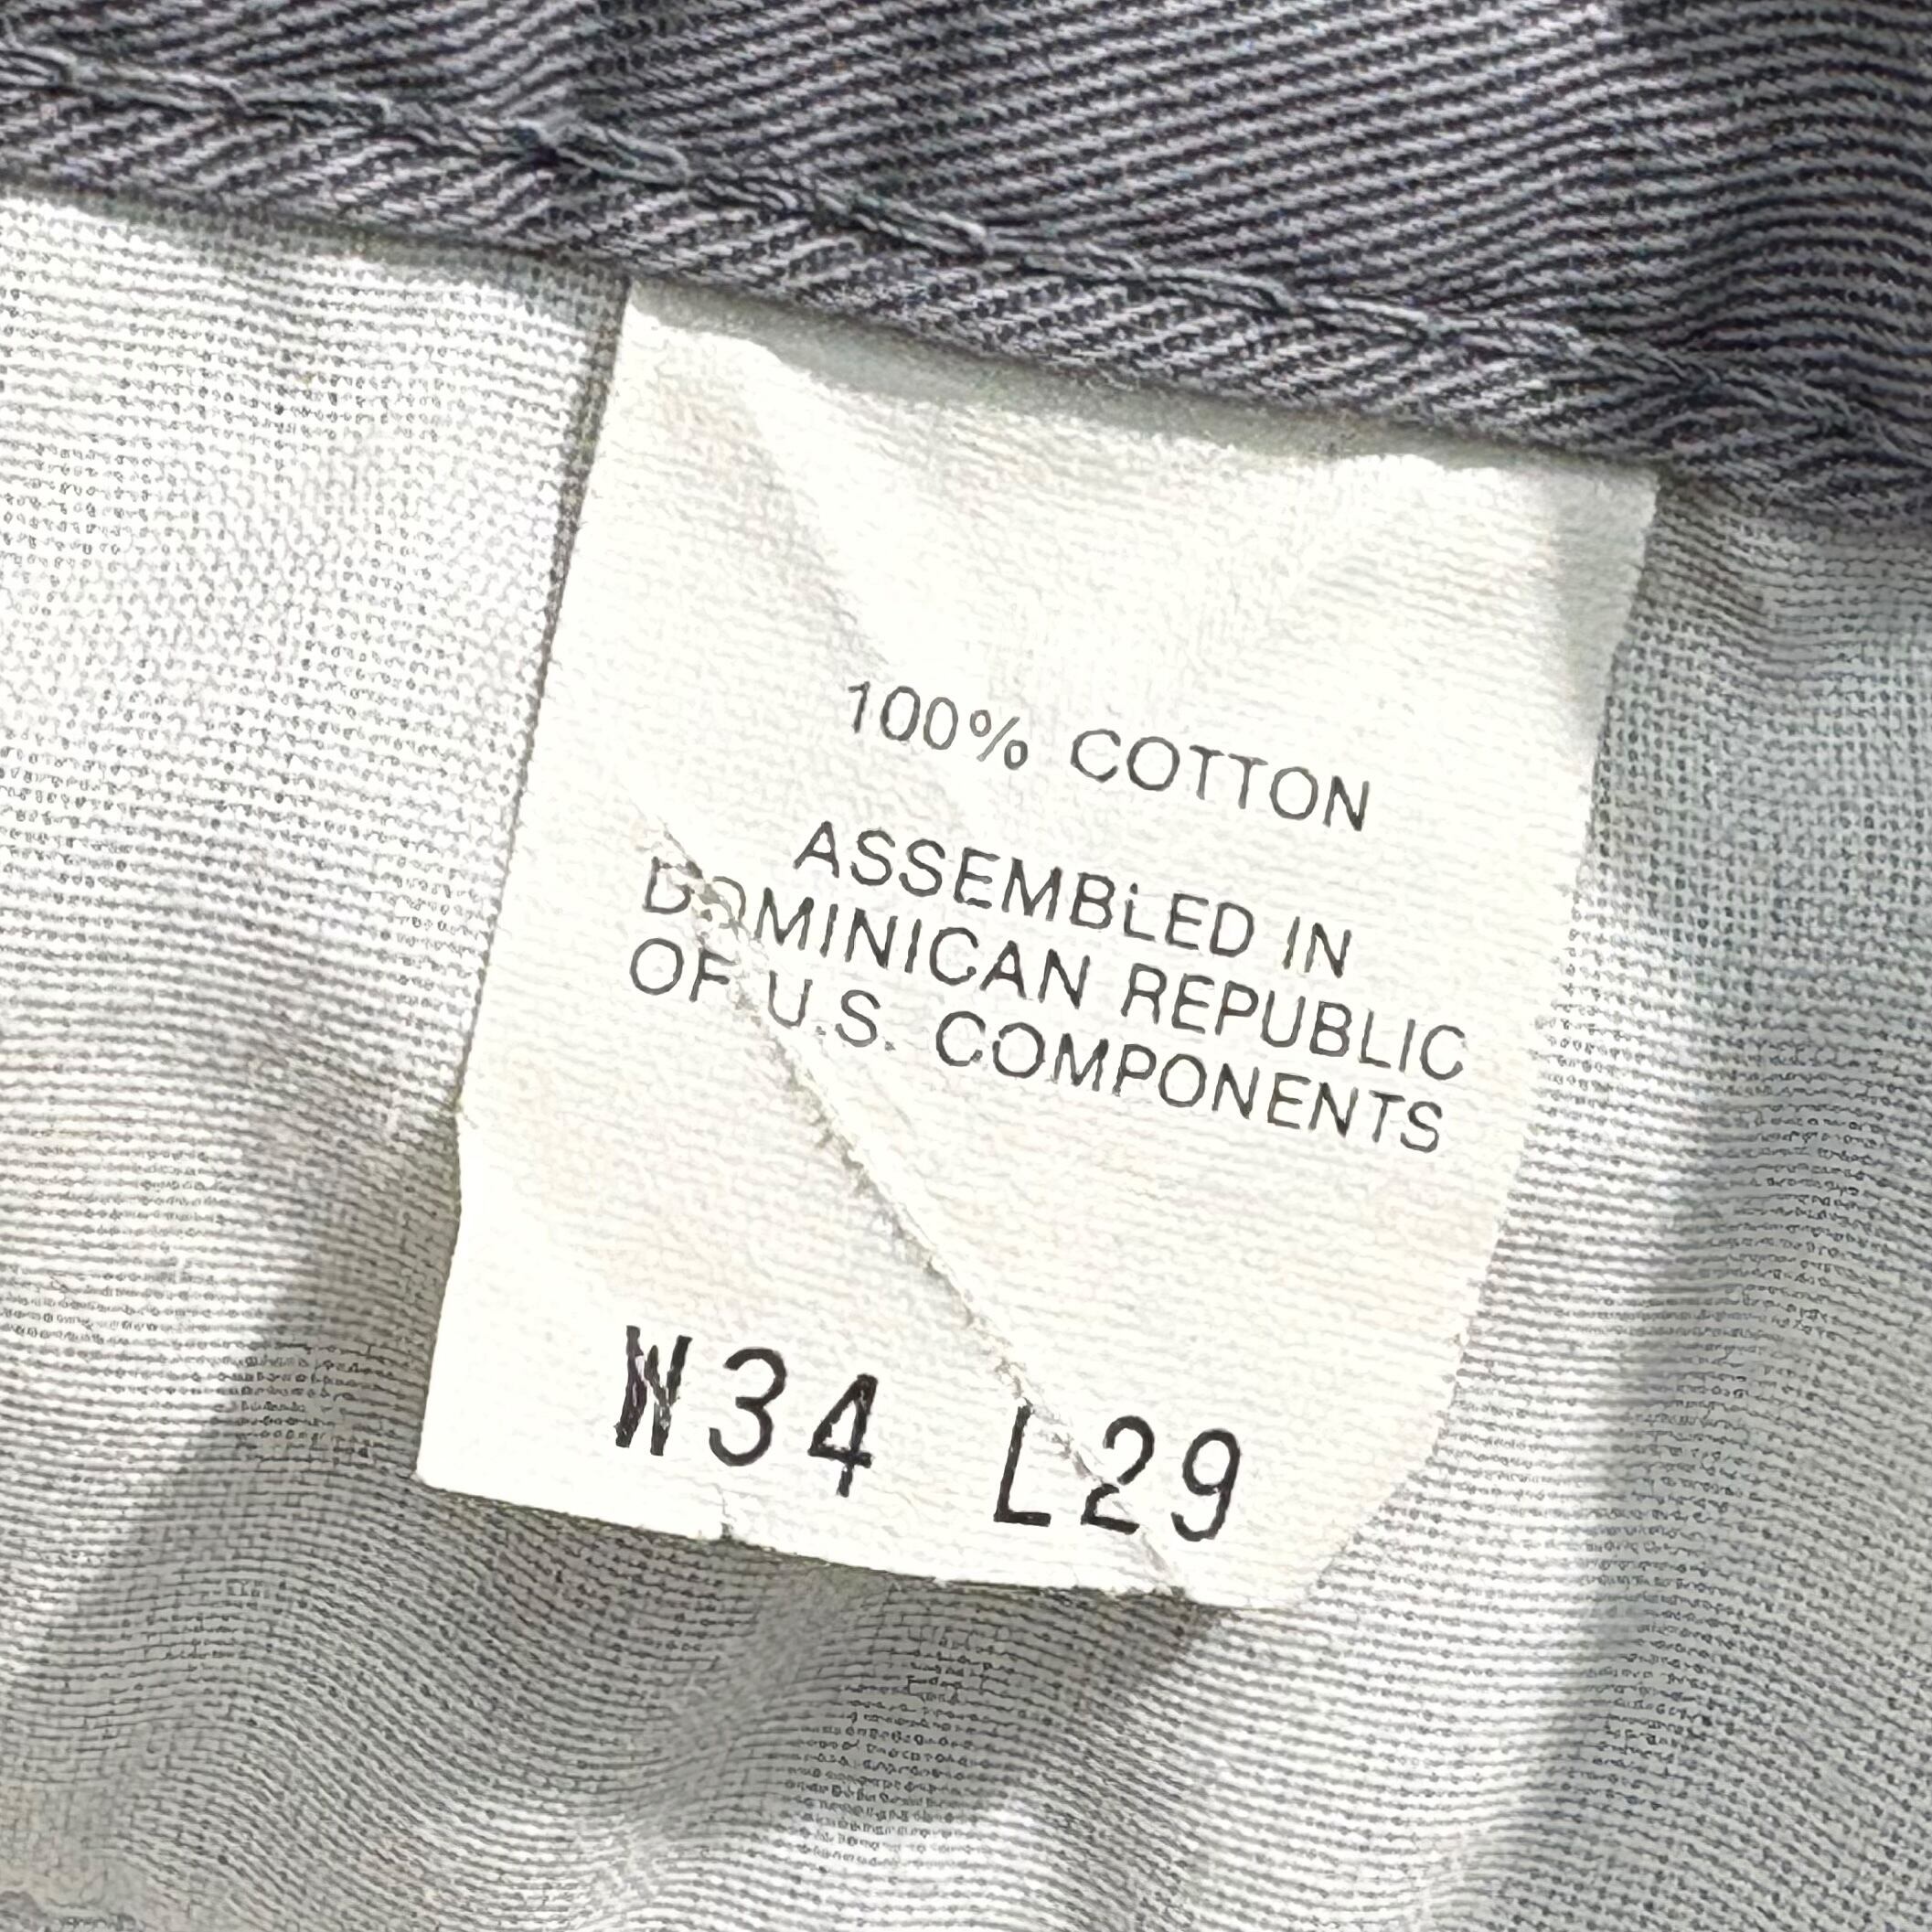 100% COTTON
ASSEMBLED IN
DOMINICAN REPUBLIC
OF U.S. COMPONENTS
W34 L29